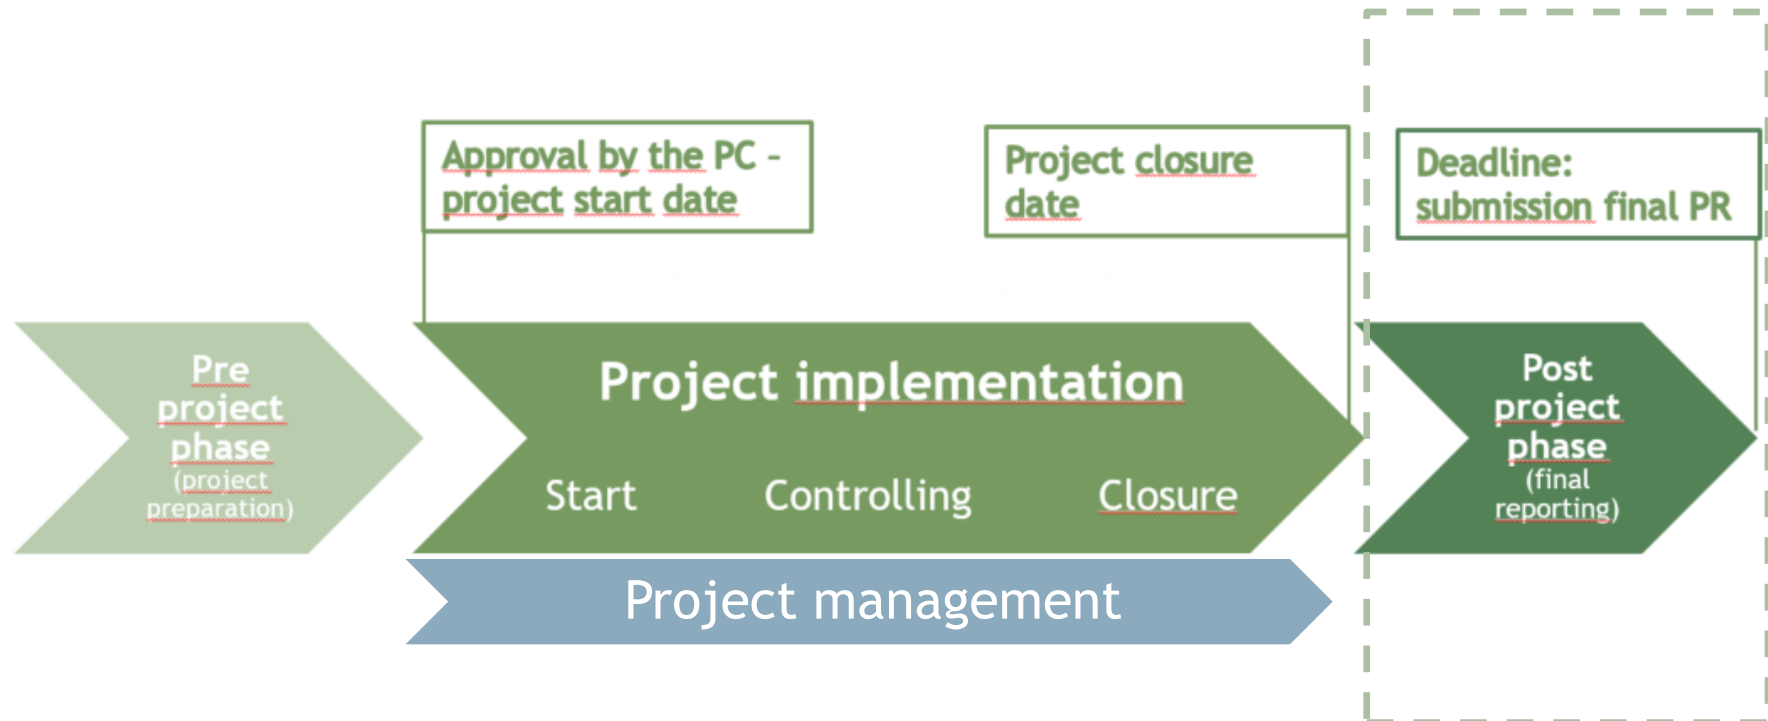 Approval by the PC –
project start date
Project closure
date
Deadline:
submission final PR
Pre
project
phase
(project
preparation)
Project implementation
Start Controlling Closure
Post
project
phase
(final
reporting)
Project management